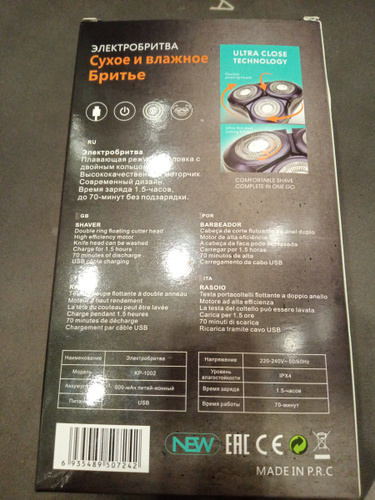 ЭЛЕКТРОБРИТВА
Сухое и влажное
Бритье
ULTRA CLOSE
TECHNOLOGY
COMFORTABLE SHAVE
COMPLETE IN ONE GO
RU
Электробритва
Плавающая головка с
двойным кольцом
Высококачественный моторчик
Современный дизайн.
Время заряда 1.5-часов,
до 70-минут без подзарядки.
GB
SHAVER
Double ring floating cutter head
High efficiency motor
Knife head can be washed
Charge for 1.5 hours
70 minutes of discharge
USB cable charging
POR
BARBEADOR
Cabeça de corte flutuante de anel duplo
Motor de alta eficiência
A cabeça da faca pode ser lavada
Carregar por 1.5 horas
70 minutos de alta
Carregamento de cabo USB
Tête de coupe flottante à double anneau
Moteur à haut rendement
La tête du couteau peut être lavée
Charge pendant 1.5 heures
70 minutes de décharge
Chargement par câble USB
ITA
RASOIO
Testa portacoltelli flottante a doppio anello
Motore ad alta efficienza
La testa del coltello può essere lavata
Carica per 1.5 ore
70 minuti di scarica
Ricarica tramite cavo USB
Наименование Электробритва
Модель KP-1002
600-мАч литий-ионный
USB
Напряжение 220-240V~50/60Hz
Уровень влагостойкости IPX4
Время заряда 1.5-часов
Время работы 70-минут
6 935489 507242
NBW EAC CE
MADE IN P.R.C